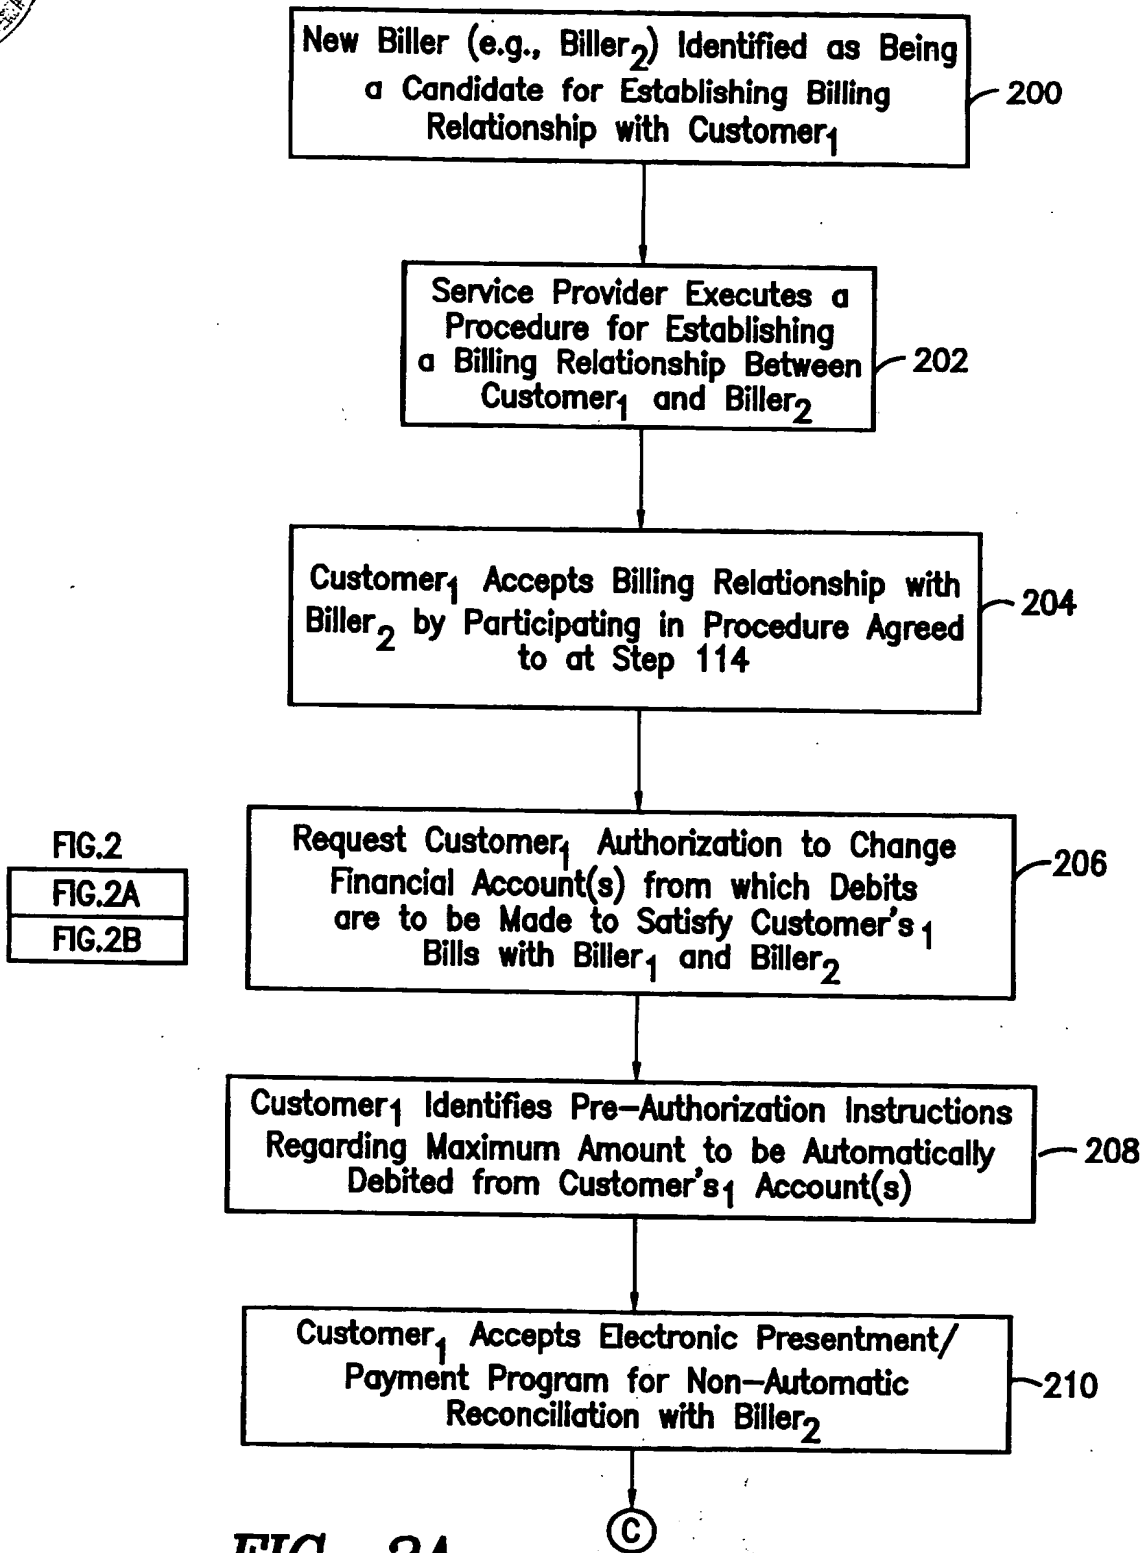 New Biller (e.g., Biller2) Identified as Being
a Candidate for Establishing Billing
Relationship with Customer1
200
Service Provider Executes a
Procedure for Establishing
a Billing Relationship Between
Customer1 and Biller2
202
Customer1 Accepts Billing Relationship with
Biller2 by Participating in Procedure Agreed
to at Step 114
204
Request Customer1 Authorization to Change
Financial Account(s) from which Debits
are to be Made to Satisfy Customer's1
Bills with Biller1 and Biller2
206
FIG.2
FIG.2A
FIG.2B
Customer1 Identifies Pre-Authorization Instructions
Regarding Maximum Amount to be Automatically
Debited from Customer's1 Account(s)
208
Customer1 Accepts Electronic Presentment/
Payment Program for Non-Automatic
Reconciliation with Biller2
210
C
FIG. 2A